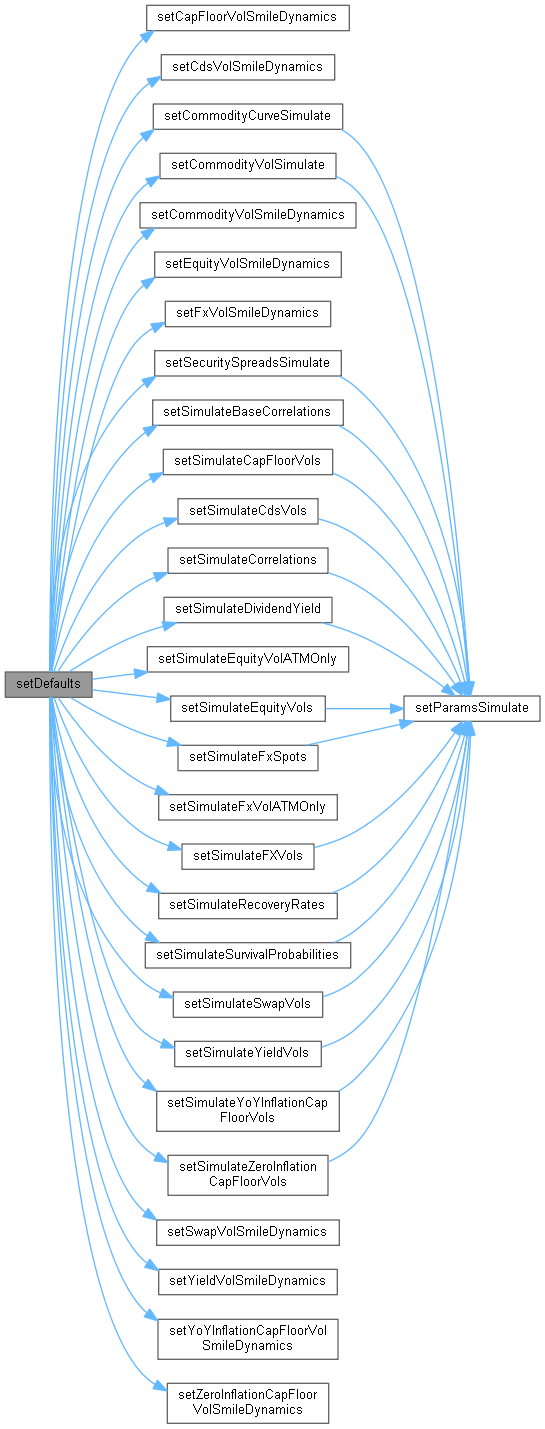 setCapFloorVolSmileDynamics
setCdsVolSmileDynamics
setCommodityCurveSimulate
setCommodityVolSimulate
setCommodityVolSmileDynamics
setEquityVolSmileDynamics
setFxVolSmileDynamics
setSecuritySpreadsSimulate
setSimulateBaseCorrelations
setSimulateCapFloorVols
setSimulateCdsVols
setSimulateCorrelations
setSimulateDividendYield
setSimulateEquityVolATMOnly
setDefaults
setSimulateEquityVols
setParamsSimulate
setSimulateFxSpots
setSimulateFxVolATMOnly
setSimulateFXVols
setSimulateRecoveryRates
setSimulateSurvivalProbabilities
setSimulateSwapVols
setSimulateYieldVols
setSimulateYoYInflationCap
FloorVols
setSimulateZeroInflation
CapFloorVols
setSwapVolSmileDynamics
setYieldVolSmileDynamics
setYoYInflationCapFloorVol
SmileDynamics
setZeroInflationCapFloor
VolSmileDynamics